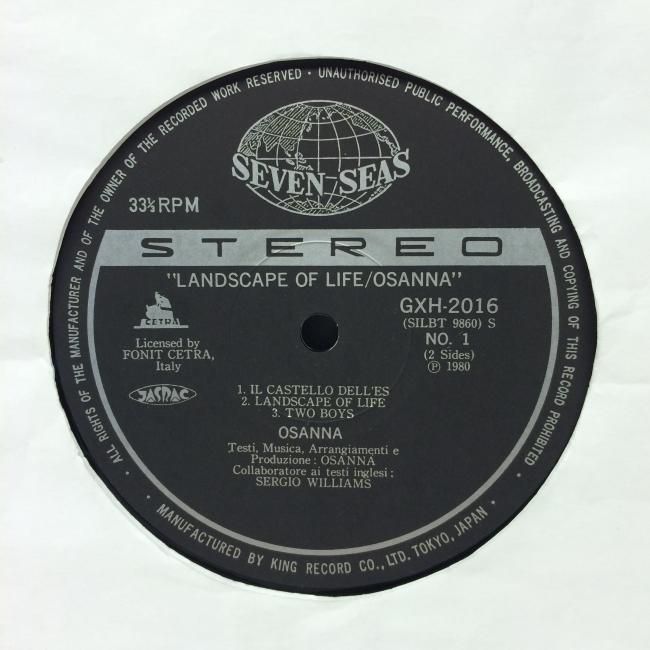 · ALL RIGHTS OF THE MANUFACTURER AND OF THE OWNER OF THE RECORDED WORK RESERVED · UNAUTHORISED PUBLIC PERFORMANCE, BROADCASTING AND COPYING OF THIS RECORD PROHIBITED ·
SEVEN SEAS
33⅓ RPM
STEREO
"LANDSCAPE OF LIFE/OSANNA"
CETRA
Licensed by
FONIT CETRA,
Italy
JASRAC
GXH-2016
(SILBT 9860) S
NO. 1
(2 Sides)
℗ 1980
1. IL CASTELLO DELL'ES
2. LANDSCAPE OF LIFE
3. TWO BOYS
OSANNA
Testi, Musica, Arrangiamenti e
Produzione : OSANNA
Collaboratore ai testi inglesi :
SERGIO WILLIAMS
· MANUFACTURED BY KING RECORD CO., LTD. TOKYO, JAPAN ·